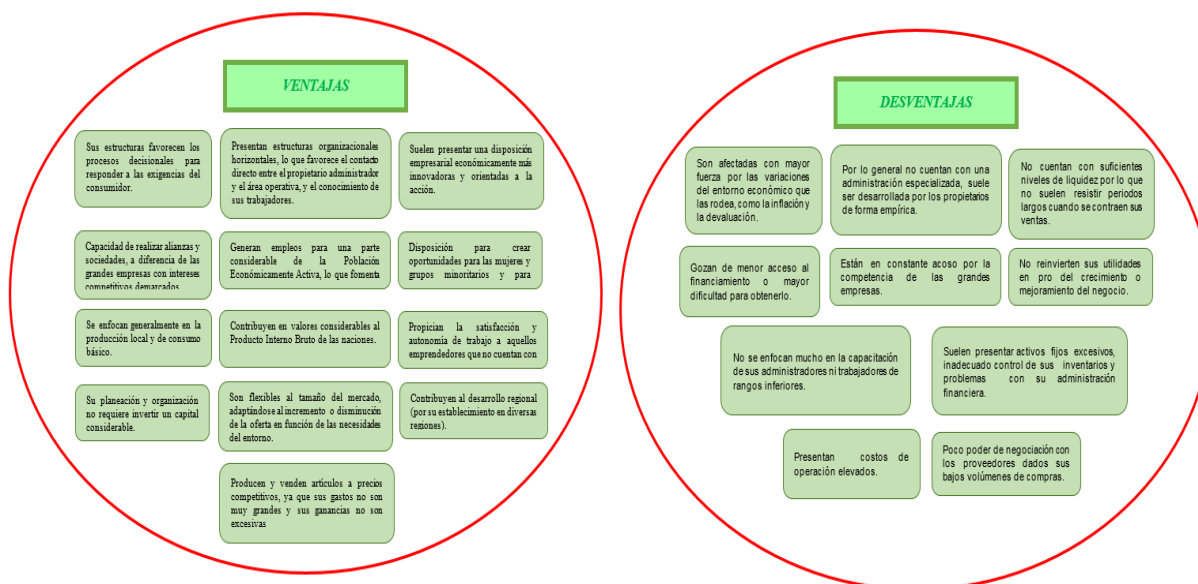 VENTAJAS
Sus estructuras favorecen los
procesos decisionales para
responder a las exigencias del
consumidor.
Presentan estructuras organizacionales
horizontales, lo que favorece el contacto
directo entre el propietario administrador
y el área operativa, y el conocimiento de
sus trabajadores.
Suelen presentar una disposición
empresarial económicamente más
innovadoras y orientadas a la
acción.
Capacidad de realizar alianzas y
sociedades, a diferencia de las
grandes empresas con intereses
competitivos demarcados
Generan empleos para una parte
considerable de la Población
Económicamente Activa, lo que fomenta
Disposición para crear
oportunidades para las mujeres y
grupos minoritarios y para
Se enfocan generalmente en la
producción local y de consumo
básico.
Contribuyen en valores considerables al
Producto Interno Bruto de las naciones.
Propician la satisfacción y
autonomía de trabajo a aquellos
emprendedores que no cuentan con
Su planeación y organización
no requiere invertir un capital
considerable.
Son flexibles al tamaño del mercado,
adaptándose al incremento o disminución
de la oferta en función de las necesidades
del entorno.
Contribuyen al desarrollo regional
(por su establecimiento en diversas
regiones).
Producen y venden artículos a precios
competitivos, ya que sus gastos no son
muy grandes y sus ganancias no son
excesivas
DESVENTAJAS
Son afectadas con mayor
fuerza por las variaciones
del entorno económico que
las rodea, como la inflación y
la devaluación.
Por lo general no cuentan con una
administración especializada, suele
ser desarrollada por los propietarios
de forma empírica.
No cuentan con suficientes
niveles de liquidez por lo que
no suelen resistir periodos
largos cuando se contraen sus
ventas.
Gozan de menor acceso al
financiamiento o mayor
dificultad para obtenerlo.
Están en constante acoso por la
competencia de las grandes
empresas.
No reinvierten sus utilidades
en pro del crecimiento o
mejoramiento del negocio.
No se enfocan mucho en la capacitación
de sus administradores ni trabajadores de
rangos inferiores.
Suelen presentar activos fijos excesivos,
inadecuado control de sus inventarios y
problemas con su administración
financiera.
Presentan costos de
operación elevados.
Poco poder de negociación con
los proveedores dados sus
bajos volúmenes de compras.